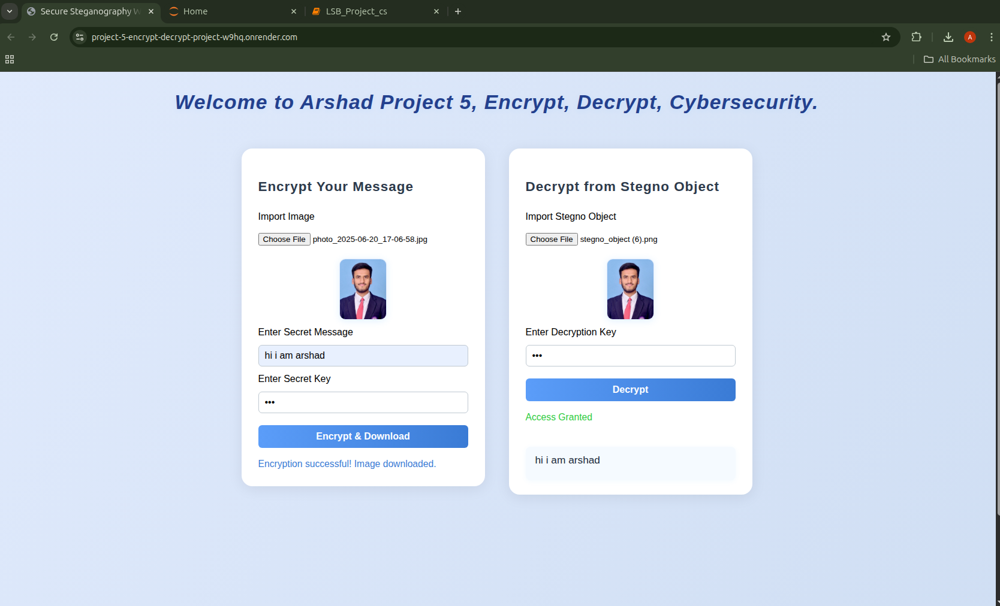 Secure Steganography W
Home
LSB_Project_cs
project-5-encrypt-decrypt-project-w9hq.onrender.com
A
All Bookmarks
Welcome to Arshad Project 5, Encrypt, Decrypt, Cybersecurity.
Encrypt Your Message
Import Image
Choose File photo_2025-06-20_17-06-58.jpg
Enter Secret Message
hi i am arshad
Enter Secret Key
•••
Encrypt & Download
Encryption successful! Image downloaded.
Decrypt from Stegno Object
Import Stegno Object
Choose File stegno_object (6).png
Enter Decryption Key
•••
Decrypt
Access Granted
hi i am arshad